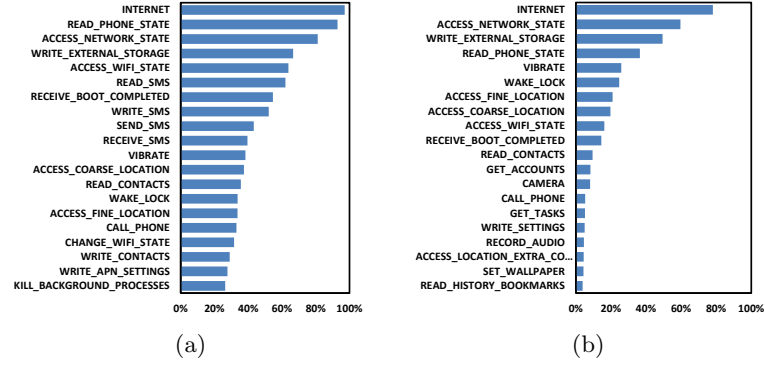 INTERNET
READ_PHONE_STATE
ACCESS_NETWORK_STATE
WRITE_EXTERNAL_STORAGE
ACCESS_WIFI_STATE
READ_SMS
RECEIVE_BOOT_COMPLETED
WRITE_SMS
SEND_SMS
RECEIVE_SMS
VIBRATE
ACCESS_COARSE_LOCATION
READ_CONTACTS
WAKE_LOCK
ACCESS_FINE_LOCATION
CALL_PHONE
CHANGE_WIFI_STATE
WRITE_CONTACTS
WRITE_APN_SETTINGS
KILL_BACKGROUND_PROCESSES
0% 20% 40% 60% 80% 100%
(a)
INTERNET
ACCESS_NETWORK_STATE
WRITE_EXTERNAL_STORAGE
READ_PHONE_STATE
VIBRATE
WAKE_LOCK
ACCESS_FINE_LOCATION
ACCESS_COARSE_LOCATION
ACCESS_WIFI_STATE
RECEIVE_BOOT_COMPLETED
READ_CONTACTS
GET_ACCOUNTS
CAMERA
CALL_PHONE
GET_TASKS
WRITE_SETTINGS
RECORD_AUDIO
ACCESS_LOCATION_EXTRA_CO...
SET_WALLPAPER
READ_HISTORY_BOOKMARKS
0% 20% 40% 60% 80% 100%
(b)